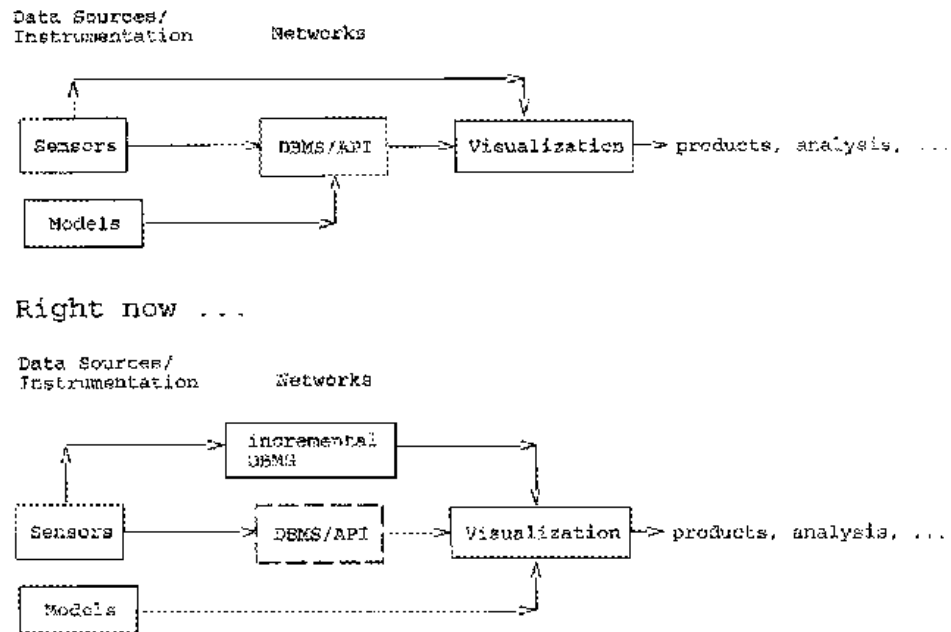 Data Sources/
Instrumentation Networks
Sensors DBMS/API Visualization products, analysis, ...
Models
Right now ...
Data Sources/
Instrumentation Networks
incremental
DBMS
Sensors DBMS/API Visualization products, analysis, ...
Models